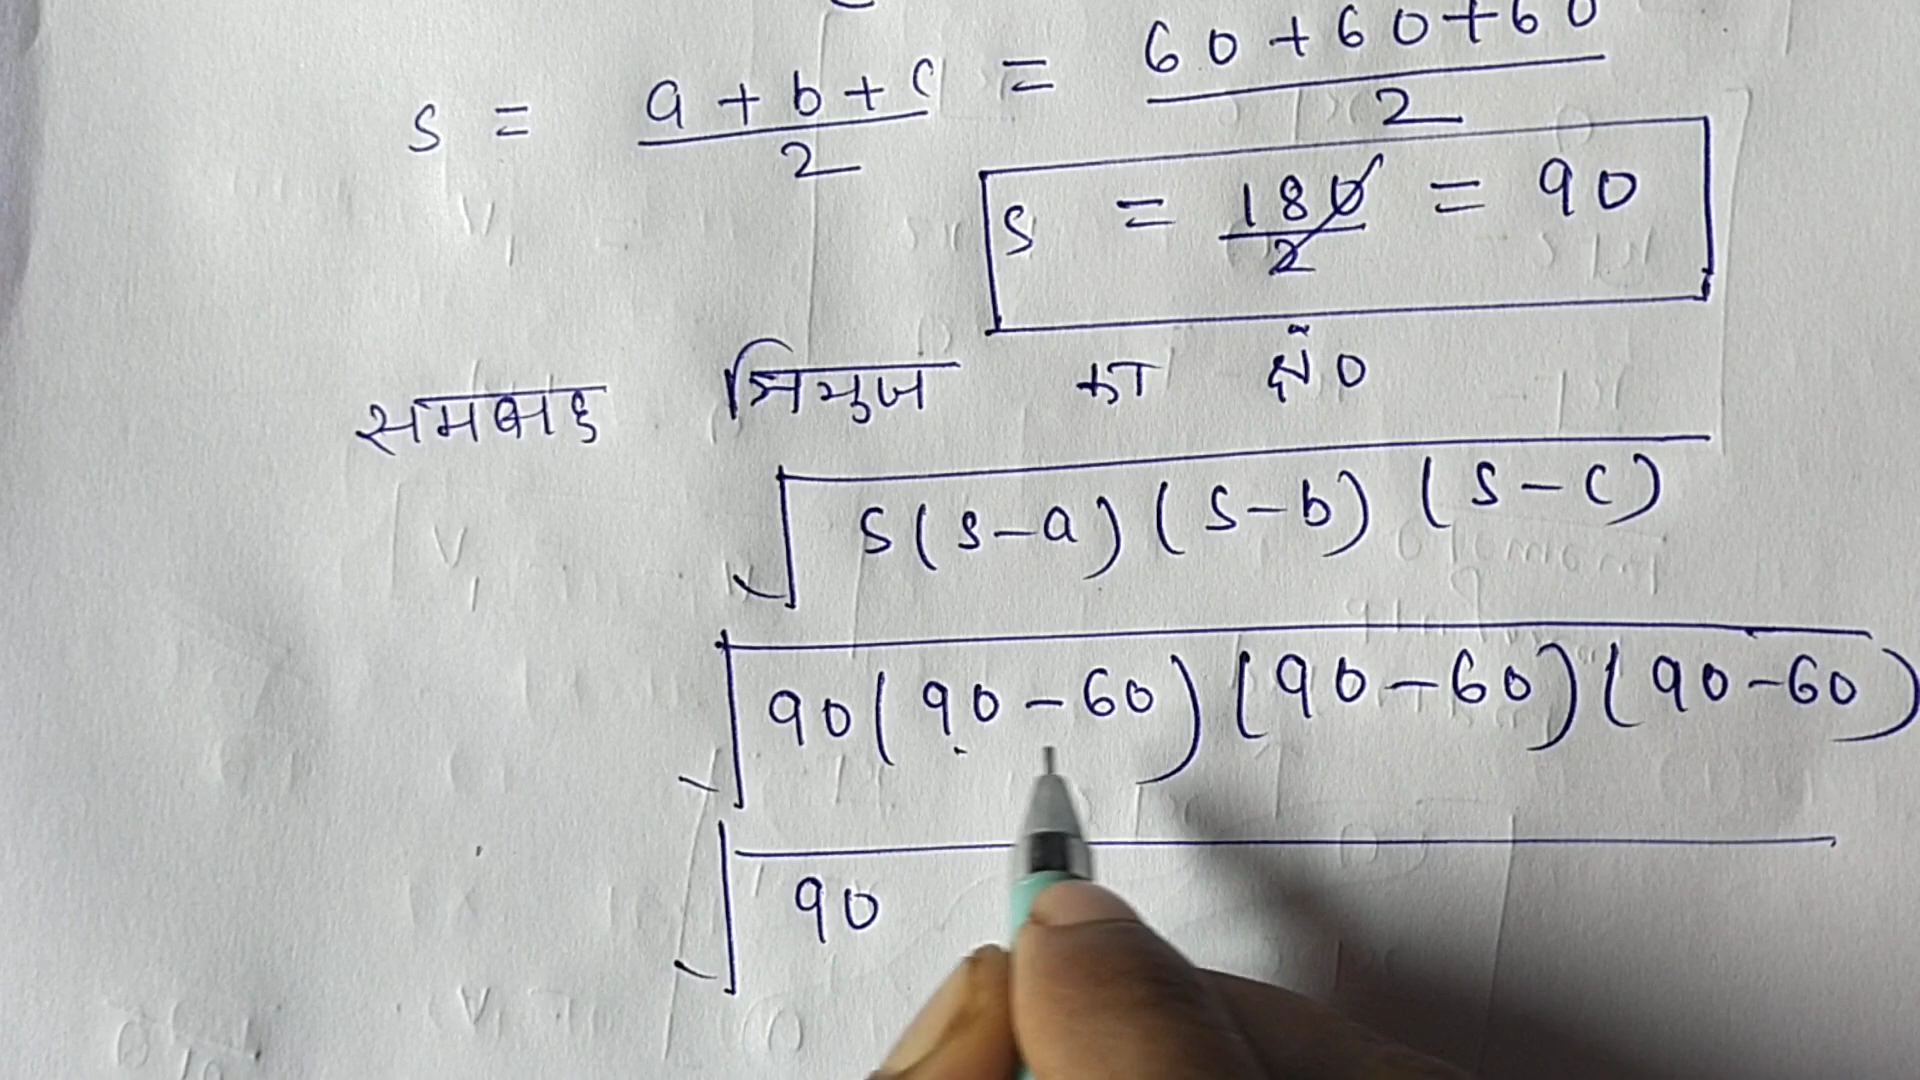 s = a + b + c / 2 = 60 + 60 + 60 / 2
s = 180 / 2 = 90
समबाहु त्रिभुज का क्षे०
√s(s-a)(s-b)(s-c)
√90(90-60)(90-60)(90-60)
√90